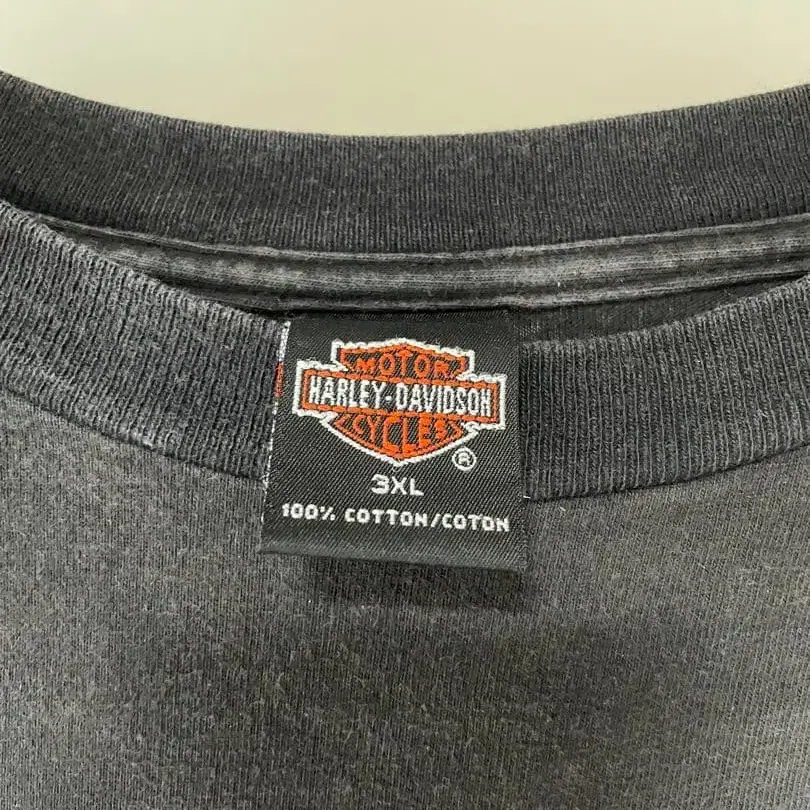 MOTOR
HARLEY-DAVIDSON
CYCLES
®
3XL
100% COTTON/COTON